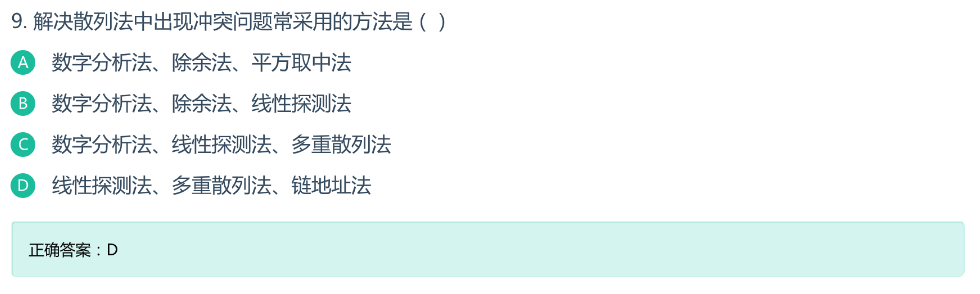 9. 解决散列法中出现冲突问题常采用的方法是 ( )
A 数字分析法、除余法、平方取中法
B 数字分析法、除余法、线性探测法
C 数字分析法、线性探测法、多重散列法
D 线性探测法、多重散列法、链地址法
正确答案：D